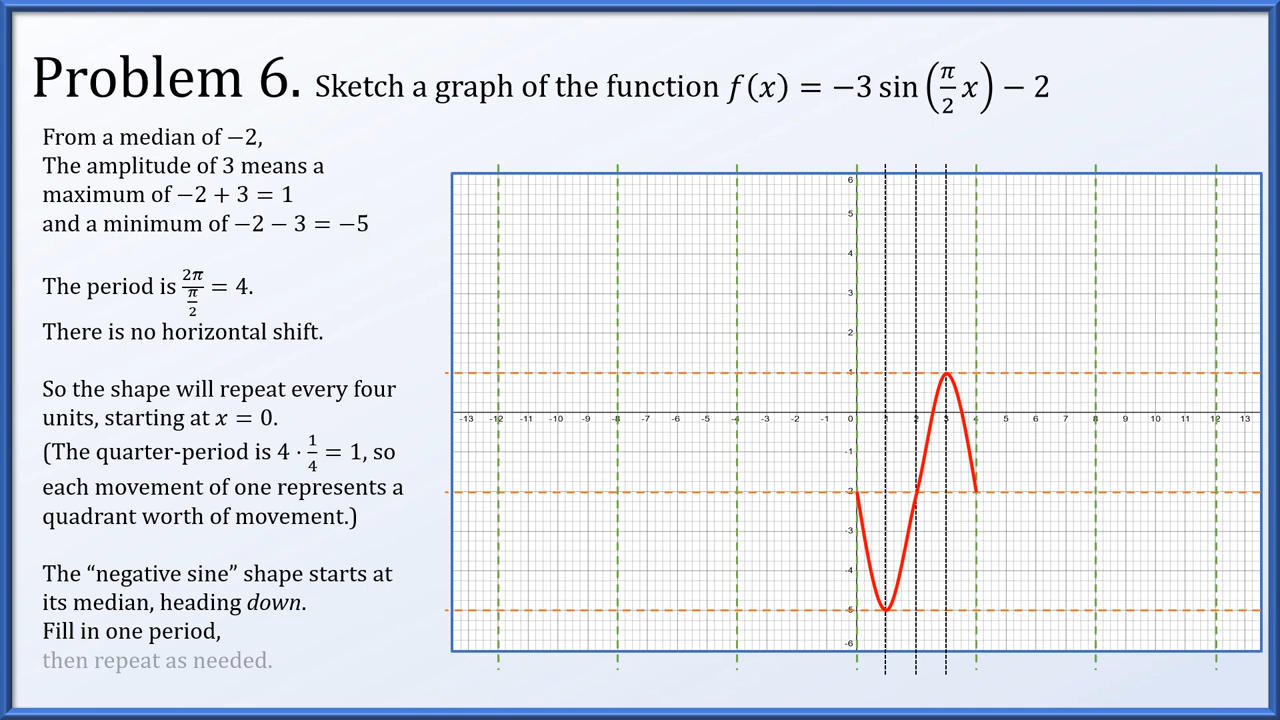 Problem 6. Sketch a graph of the function f(x) = −3 sin(π/2 x) − 2
From a median of −2,
The amplitude of 3 means a
maximum of −2 + 3 = 1
and a minimum of −2 − 3 = −5
The period is 2π/(π/2) = 4.
There is no horizontal shift.
So the shape will repeat every four
units, starting at x = 0.
(The quarter-period is 4 · 1/4 = 1, so
each movement of one represents a
quadrant worth of movement.)
The “negative sine” shape starts at
its median, heading down.
Fill in one period,
then repeat as needed.
6
5
4
3
2
1
-13 -12 -11 -10 -9 -8 -7 -6 -5 -4 -3 -2 -1 0 1 2 3 4 5 6 7 8 9 10 11 12 13
-1
-2
-3
-4
-5
-6